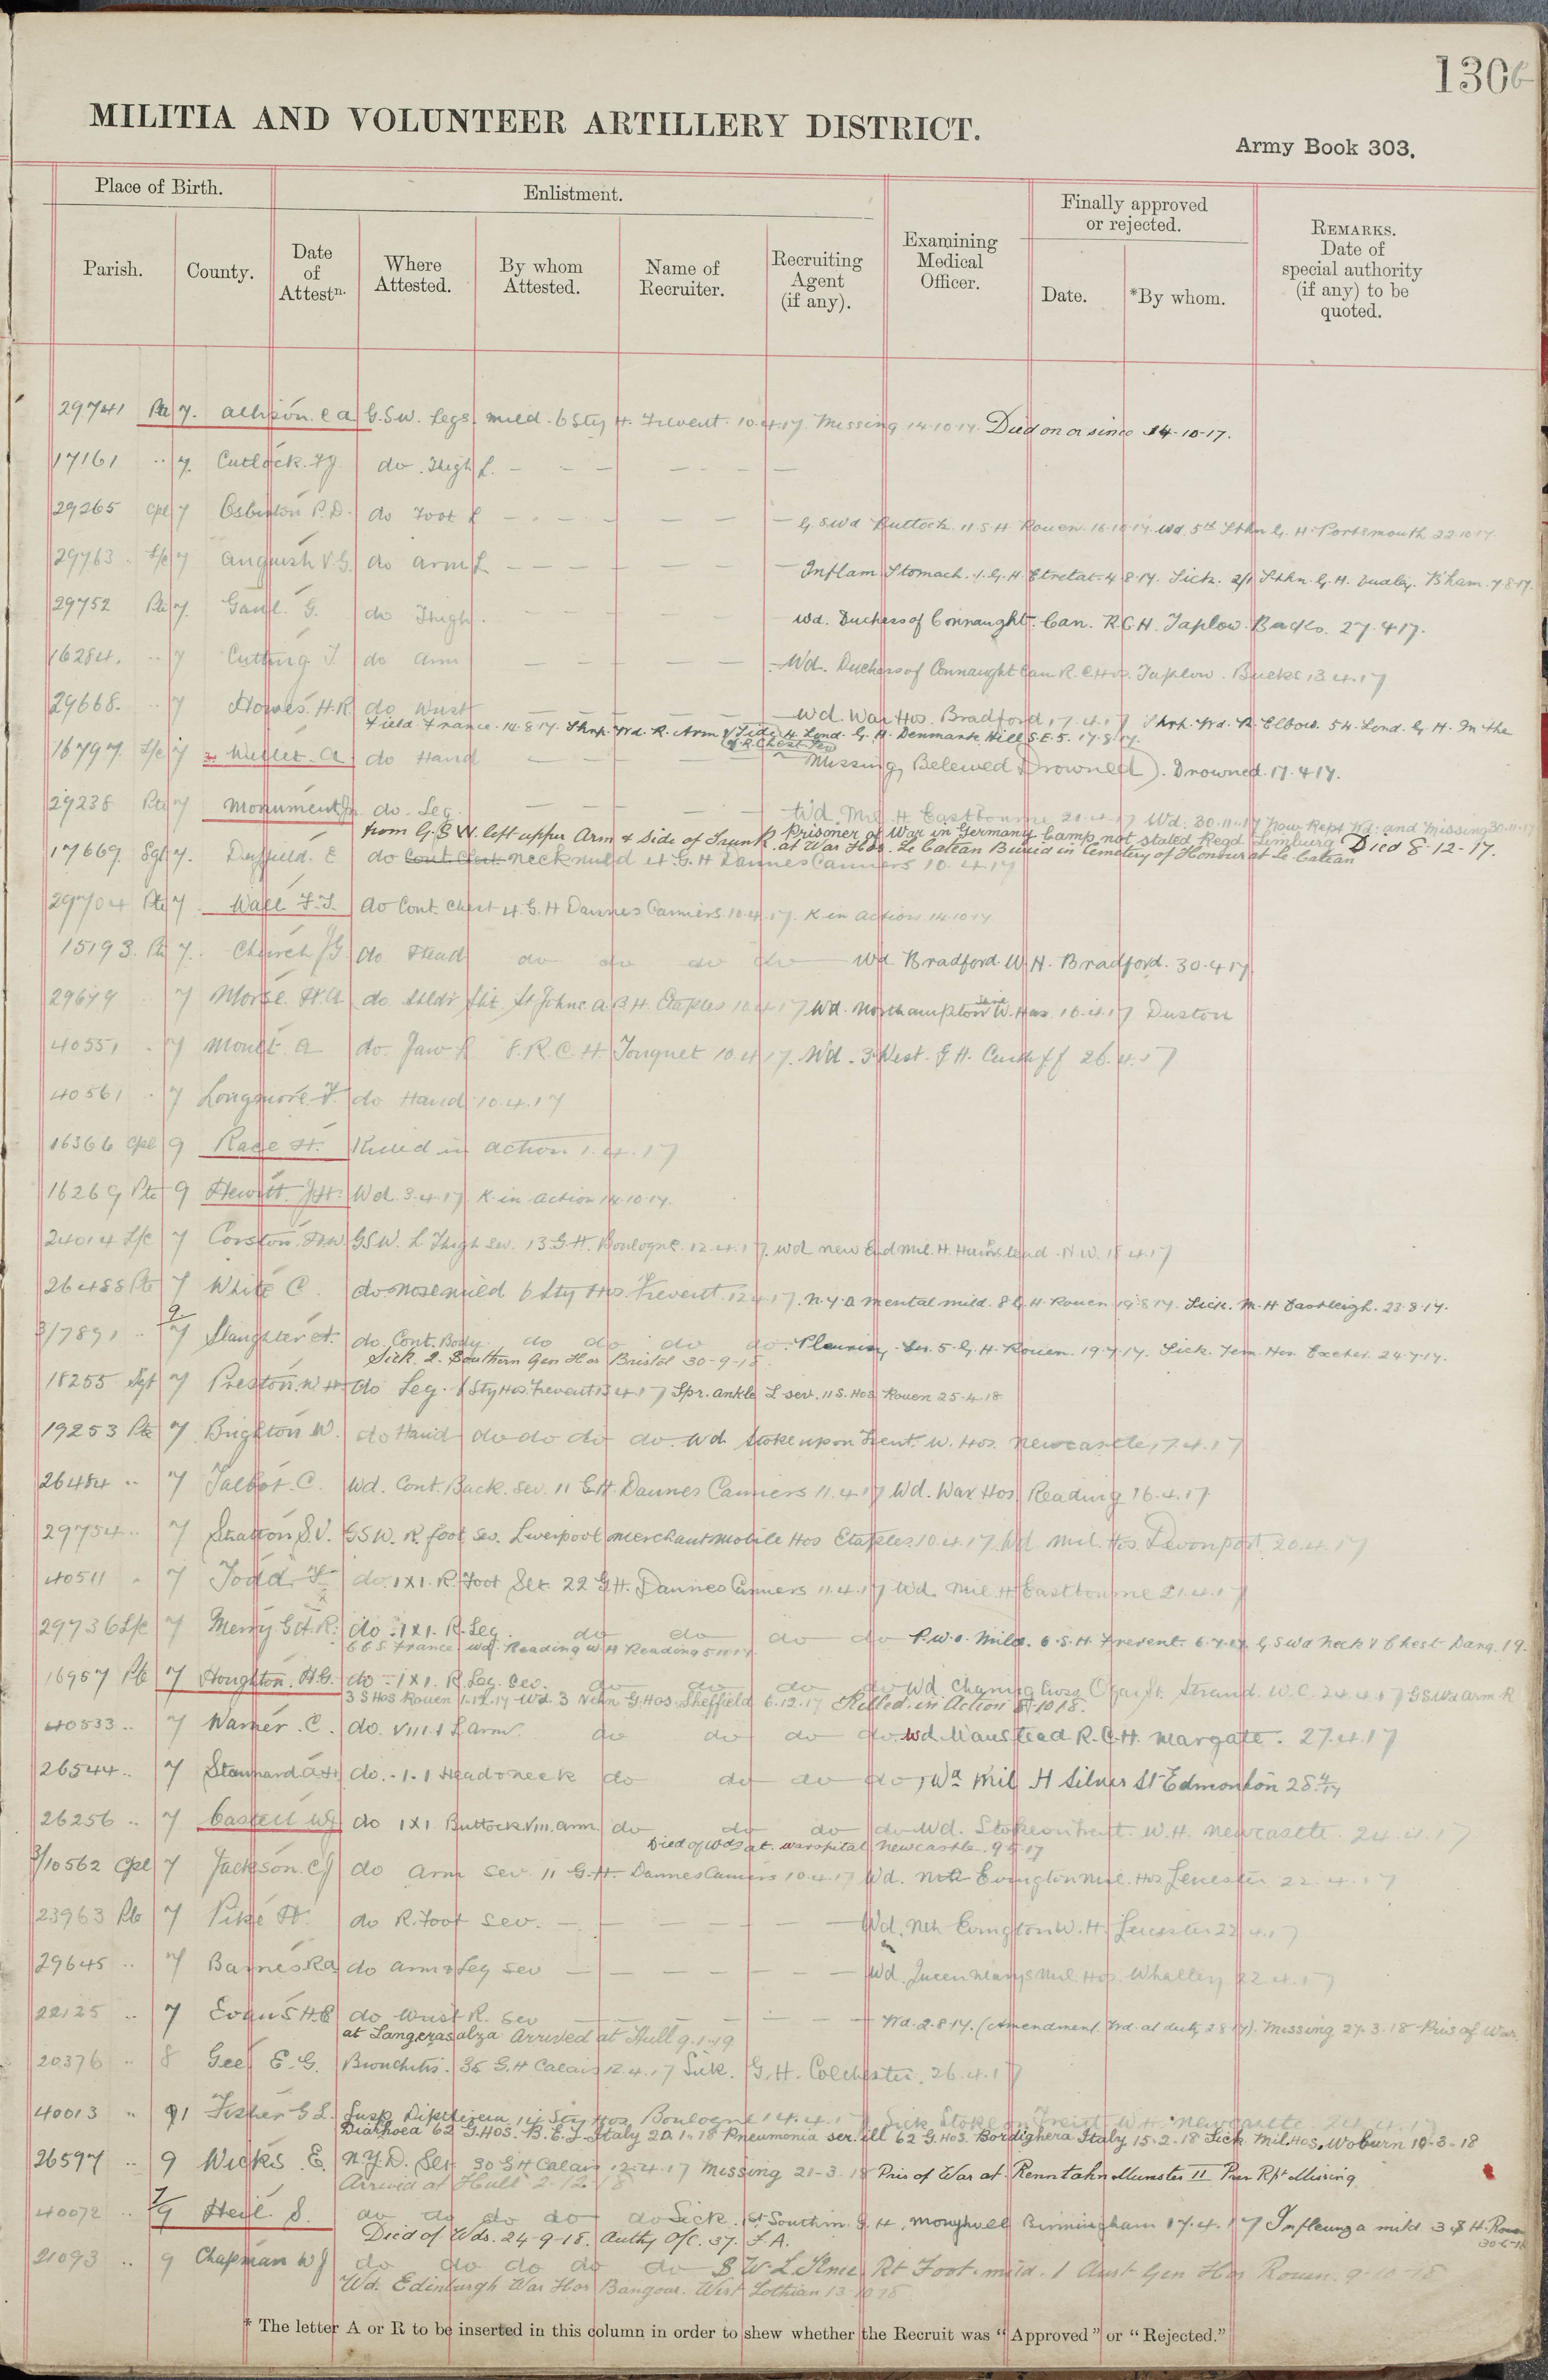 130
MILITIA AND VOLUNTEER ARTILLERY DISTRICT.
Army Book 303.
Place of Birth.
Enlistment.
Finally approved or rejected.
Parish.
County.
Date of Attestn.
Where Attested.
By whom Attested.
Name of Recruiter.
Recruiting Agent (if any).
Examining Medical Officer.
Date.
*By whom.
REMARKS. Date of special authority (if any) to be quoted.
29741 Pte 7. G.S.W. Legs. mild. 6 Sty H. Frevent. 10.4.17. Missing 14.10.17. Died on or since 14-10-17.
17161 .. 7. do. Thigh L. — — — — — — —
29265 Cpl 7 do Foot L — - — — — — — G.S.Wd Buttock. 11.S.H. Rouen. 16.10.17. Wd. 5th Sthn G. H. Portsmouth 22.10.17
29763 . L/c 7 Anguish V.G. do arm L — — — — — — — Inflam Stomach. 1. G.H. Etretat. 4.8.17. Sick. 2/1 Sthn. G. H. Dudley. B'ham. 7.8.17.
29752 Pte 7. Gaul. G. do Thigh. Wd. Duchess of Connaught. Can. R.C.H. Taplow. Bucks. 27.4.17.
16284. .. 7 Cutting. J. do arm — — — — — — Wd. Duchess of Connaught Can R.C. Hos. Taplow. Bucks 13.4.17
29668. .. 7 Howes. H.R. do Wrist — — — — — — Wd War Hos. Bradford, 17.4.17 Shrp. Wd. R. Elbow. 54. Gend. G. H. In the
Field France. 14.8.17. Shrp. Wd. R. Arm & Side 4. Lond. G. H. Denmark Hill S.E.5. 17.8.17.
& R. Chest
16797. L/c 7 A. do Hand — — — — Missing, Believed Drowned). Drowned. 17.4.17.
29238 Pte 7 Monument do. Leg. — — — — Wd. Mil. H. Eastbourne 20.4.17 Wd. 30.11.17 now Rept Wd: and Missing 30.11.17
from G.S.W. left upper Arm & Side of Trunk. at War Hos. Le Cateau Buried in Cemetery of Honour at Le Cateau
Prisoner of War in Germany Camp not stated Regd Limburg Died 8-12-17.
17669. Sgt 7. Duffield. E do Cont. Chest. neck mild 4. G.H Dannes Camiers 10.4.17
29704 Pte 7. Wall F.J. do Cont. Chest 4.G.H Dannes Camiers. 10.4.17. K in action 14.10.17
15193. Pte 7. Church J.G. do Head do do do do — Wd Bradford. W.H. Bradford. 30.4.17.
29679 7 Morse. H.A. do. Shldr Slt. St Johns. A.B.H. Etaples 10.4.17 Wd. Northampton W. Hos. 16.4.17 Duston
40551 . 7 A do. Jaw R 8. R.C.H Touquet 10.4.17. Wd. 3 West. G H. Cardiff 26.4.17
40561 . 7 Longmore. F. do Hand 10.4.17
16366 Cpl 9 Race H. Killed in action 1.4.17
16269 Pte 9 Hewitt. J.H. Wd. 3.4.17. K in action 14.10.17.
24014 L/c 7 Corston. GSW. L Thigh sev. 13.G.H. Boulogne. 12.4.17. Wd New End Mil. H. Hampstead. N.W. 18.4.17
26488 Pte 7 White C. do nose mild 6 Sty Hos. Frevent. 12.4.17. N.Y.D mental mild. 8 G.H. Rouen 19.8.17. Sick. M.H Eastleigh. 23.8.17.
3/7891 .. 9/7 Slaughter A. do. Cont. Body. do do do do. Pleurisy. Ser. 5. G.H. Rouen. 19.7.17. Sick. Tem. Hos. Exeter. 24.7.17.
Sick. 2. Southern Gen Hos Bristol 30-9-18.
18255 Sgt 7 Preston. W.H. do Leg. 6 Sty Hos. Frevent 13.4.17 Spr. ankle L sev. 11 S. Hos Rouen 25.4.18
19253 Pte 7 Brighton W. do Hand do do do do. Wd. Stoke upon Trent. W. Hos. Newcastle, 17.4.17
26484 .. 7 Talbot. C. Wd. Cont. Back. Sev. 11 G.H. Dannes Camiers 11.4.17 Wd. War Hos Reading 16.4.17
29754 .. 7 Stratton S.V. GSW. R. foot sev. Liverpool Merchant Mobile Hos Etaples. 10.4.17. Wd. Mil. Hos. Devonport. 20.4.17
40511 . 7 Todd. F do. 1X1. R. Foot Slt. 22 G.H. Dannes Camiers 11.4.17 Wd. Mil. H Eastbourne 21.4.17
29736 L/c 7 Merry G.H.R. do .1X1. R. Leg. do do do do P.U.O. Mild. 6.S.H. Frevent. 6.7.17. G.S.Wd Neck & Chest. Dang. 19.
C.C.S. France Wd. Reading W H Reading 5.11.17
16957 Pte 7 Houghton. H.G. do - 1X1. R. Leg. Sev. do do do do Wd Charing Cross Strand. W.C. 24.4.17 G.S.Wd arm. R
3 S Hos Rouen 1.12.17 Wd. 3 Nthn G. Hos. Sheffield 6.12.17 Killed. in Action 10 18.
40533 .. 7 Warner. C. do. VIII.1 L arm. do do do do. Wd. R.C.H. Margate. 27.4.17
26544 .. 7 Stannard A.H. do. - 1. 1 Head & neck do do do do, Wd Mil H Silver St Edmonton 28.4.17
26256 .. 7 do 1X1 Buttock VIII. arm do do do do Wd. Stoke on Trent. W.H. Newcastle. 24.4.17
Died of Wds at. Warspital Newcastle. 9 5 17
3/10562 Cpl 7 Jackson. C.J. do Arm Sev. 11 G.H. Dannes Camiers 10.4.17 Wd. Nth Evington Mil. Hos Leicester 22.4.17
23963 Pte 7 Pike H. do R. Foot Sev. — — — — — — Wd. Nth Evington W. H. Leicester 22.4.17
29645 .. 7 Barnes R.A. do arm & Leg Sev — — — — — — Wd. Queen Marys Mil. Hos. Whalley 22.4.17
22125 .. 7 Evans H.E do Wrist R. Sev — — — — Wd. 2.8.17. (Amendment. Wd. at duty 2 8 17). Missing 27.3.18 - Pris of War,
at Langerasalza Arrived at Hull 9-1-19
20376 .. 8 Gee E.G. Bronchitis. 35 G.H Calais 12.4.17 Sick. G.H. Colchester. 26.4.17
40013 .. 91 Fisher G.L. Susp. Diptheria 14 Sty Hos. Boulogne 14.4.17 Sick Stoke on Trent. W.H. Newcastle. 24.4.17
Diarhoea 62 G.HOS. B.E.F. Italy 20 1.18 Pneumonia ser. ill 62 G.Hos. Bordighera Italy 15.2.18 Sick Mil. Hos. Woburn 10-3-18
26597 .. 9 Wickes. E. N.Y.D. Slt. 30 G.H Calais 12.4.17 Missing 21-3.18 Pris of War at Renntahn Munster II Prev Rpt Missing
Arrived at Hull 2-12-18
40072 .. 7/9 S. do do do do do Sick. 1st Southrn. G.H. Monyhull Birmingham 17.4.17 Influenza mild 3.S H. Rouen
Died of Wds. 24-9-18. Auth O/C. 37. F.A.
21093 .. 9 Chapman W J do do do do do S W. L Knee Rt Foot. mild. 1 Aust Gen Hos Rouen. 9-10-18
Wd. Edinburgh War Hos Bangour. West Lothian 13-10-18
* The letter A or R to be inserted in this column in order to shew whether the Recruit was “Approved” or “Rejected.”